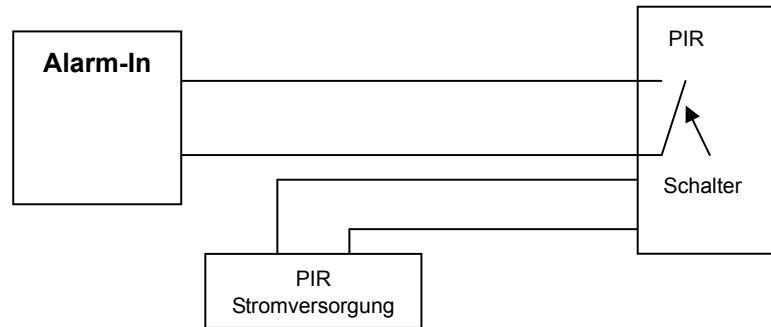 Alarm-In
PIR
Schalter
PIR
Stromversorgung